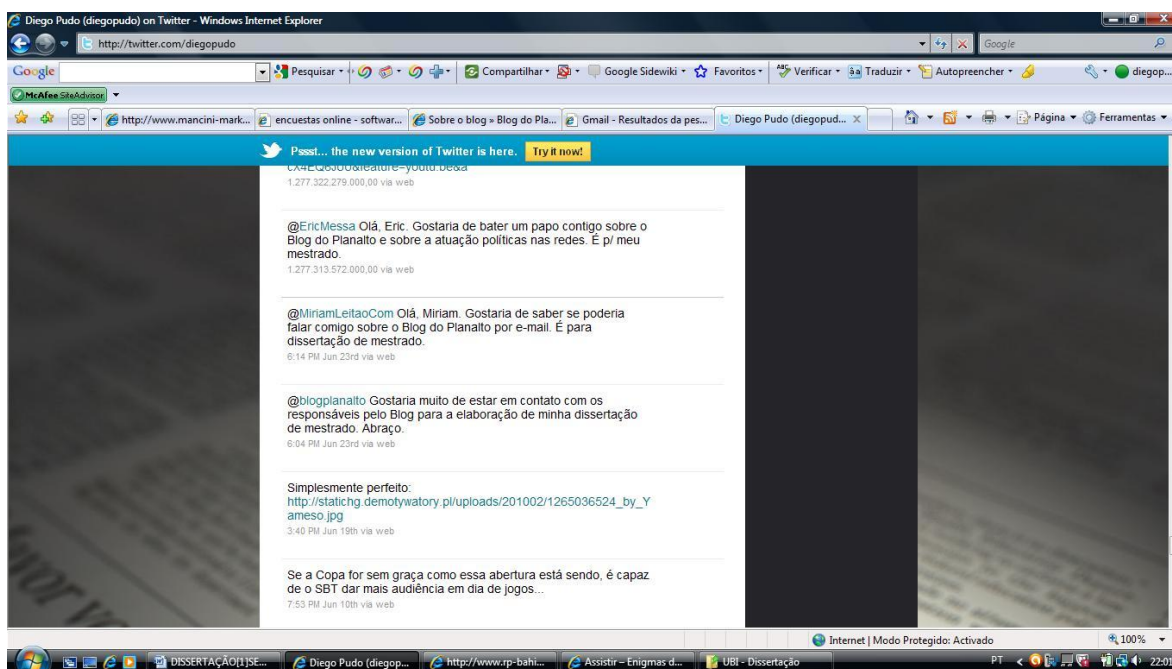 Diego Pudo (diegopudo) on Twitter - Windows Internet Explorer
http://twitter.com/diegopudo
Google
Google
Pesquisar
Compartilhar
Google Sidewiki
Favoritos
Verificar
Traduzir
Autopreencher
diegop...
McAfee SiteAdvisor
http://www.mancini-mark...
encuestas online - softwar...
Sobre o blog » Blog do Pla...
Gmail - Resultados da pes...
Diego Pudo (diegopud...
Página
Ferramentas
Pssst... the new version of Twitter is here. Try it now!
1.277.322.279.000,00 via web
@EricMessa Olá, Eric. Gostaria de bater um papo contigo sobre o
Blog do Planalto e sobre a atuação políticas nas redes. É p/ meu
mestrado.
1.277.313.572.000,00 via web
@MiriamLeitaoCom Olá, Miriam. Gostaria de saber se poderia
falar comigo sobre o Blog do Planalto por e-mail. É para
dissertação de mestrado.
6:14 PM Jun 23rd via web
@blogplanalto Gostaria muito de estar em contato com os
responsáveis pelo Blog para a elaboração de minha dissertação
de mestrado. Abraço.
6:04 PM Jun 23rd via web
Simplesmente perfeito:
http://statichg.demotywatory.pl/uploads/201002/1265036524_by_Y
ameso.jpg
3:40 PM Jun 19th via web
Se a Copa for sem graça como essa abertura está sendo, é capaz
de o SBT dar mais audiência em dia de jogos...
7:53 PM Jun 10th via web
Internet | Modo Protegido: Activado
100%
DISSERTAÇÃO[1]SE...
Diego Pudo (diegop...
http://www.rp-bahi...
Assistir – Enigmas d...
UBI - Dissertação
PT
22:01